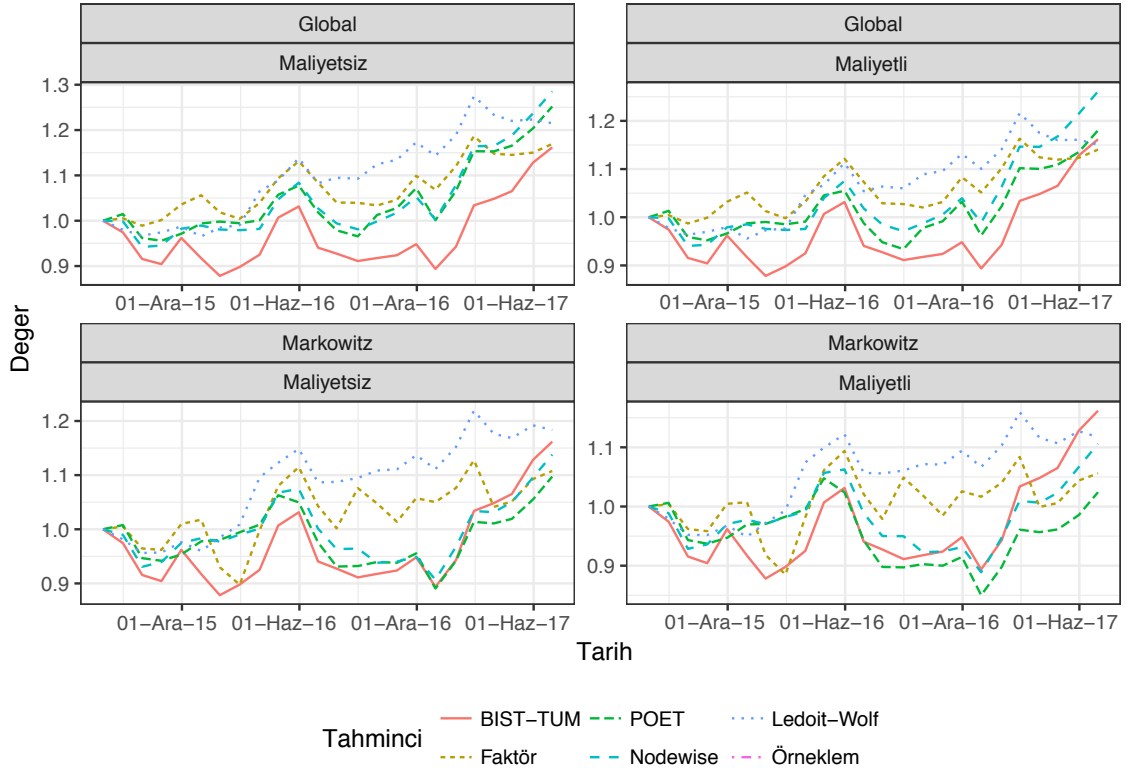 Global
Global
Maliyetsiz
Maliyetli
1.3
1.2
1.1
1.0
0.9
1.2
1.1
1.0
0.9
01−Ara−15 01−Haz−16 01−Ara−16 01−Haz−17
01−Ara−15 01−Haz−16 01−Ara−16 01−Haz−17
Deger
Markowitz
Markowitz
Maliyetsiz
Maliyetli
1.2
1.1
1.0
0.9
1.1
1.0
0.9
01−Ara−15 01−Haz−16 01−Ara−16 01−Haz−17
01−Ara−15 01−Haz−16 01−Ara−16 01−Haz−17
Tarih
Tahminci
BIST−TUM POET Ledoit−Wolf
Faktör Nodewise Örneklem